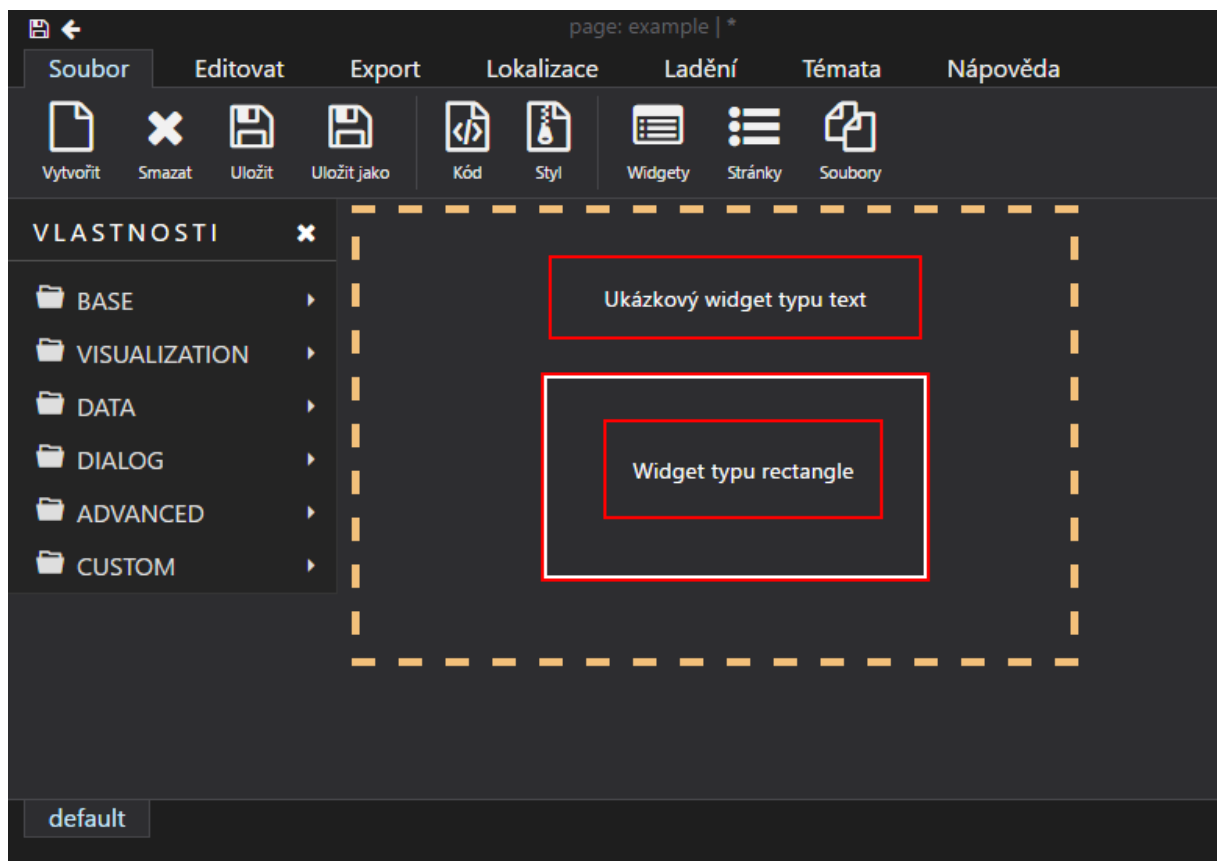 page: example | *
Soubor Editovat Export Lokalizace Ladění Témata Nápověda
Vytvořit Smazat Uložit Uložit jako Kód Styl Widgety Stránky Soubory
VLASTNOSTI
BASE
VISUALIZATION
DATA
DIALOG
ADVANCED
CUSTOM
Ukázkový widget typu text
Widget typu rectangle
default